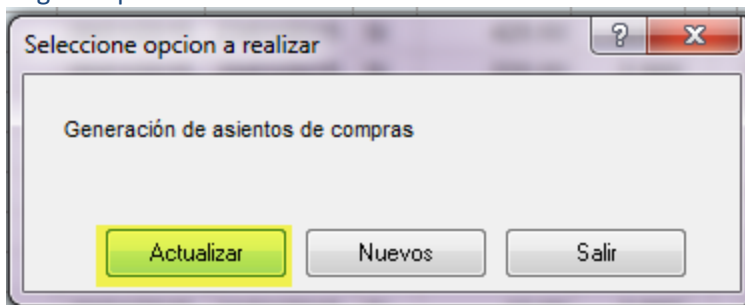 Seleccione opcion a realizar
Generación de asientos de compras
Actualizar
Nuevos
Salir